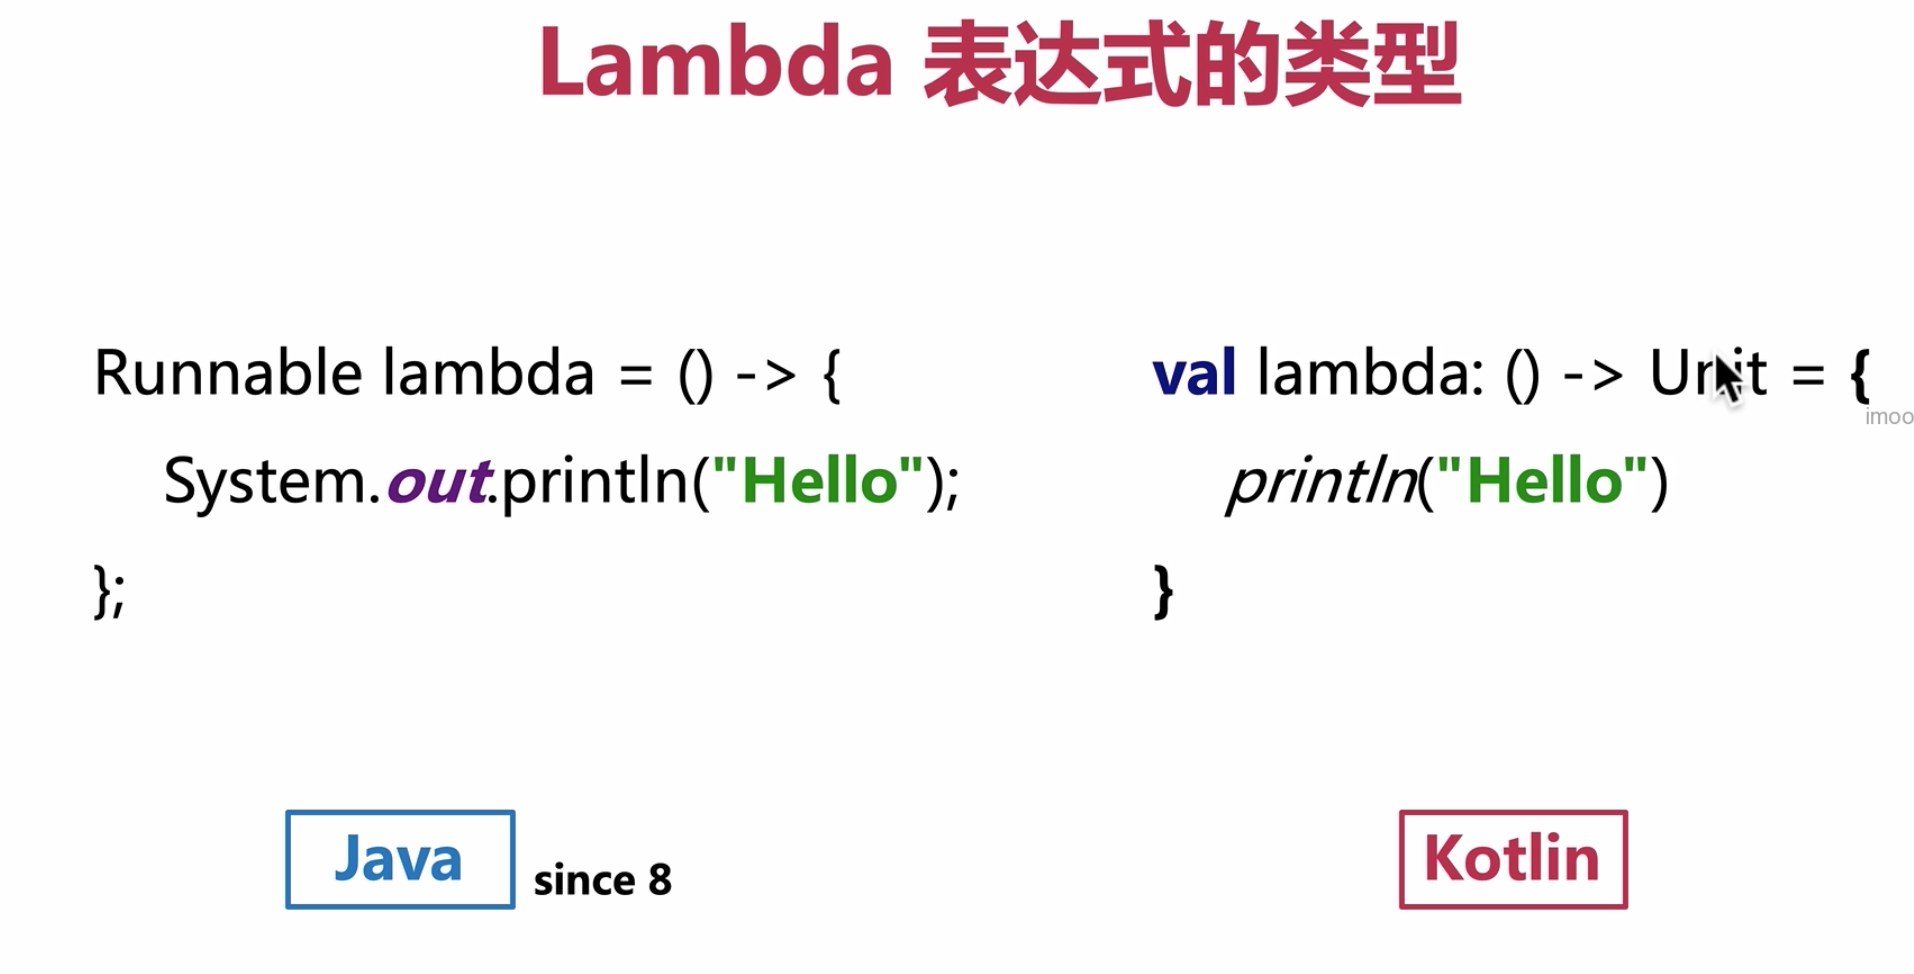 Lambda 表达式的类型
Runnable lambda = () -> {
System.out.println("Hello");
};
val lambda: () -> Unit = {
println("Hello")
}
imoo
Java
since 8
Kotlin